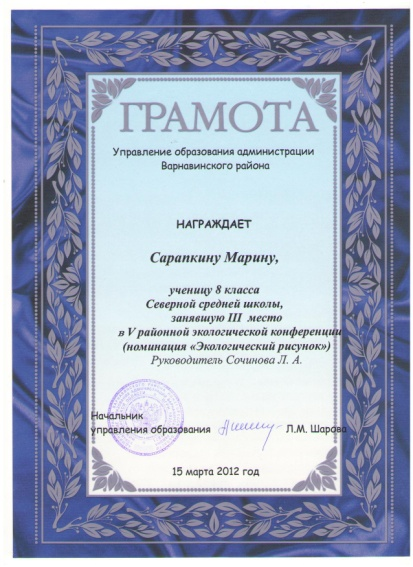 ГРАМОТА
Управление образования администрации
Варнавинского района
НАГРАЖДАЕТ
Сарапкину Марину,
ученицу 8 класса
Северной средней школы,
занявшую III место
в V районной экологической конференции
(номинация «Экологический рисунок»)
Руководитель Сочинова Л. А.
Начальник
управления образования Л.М. Шарова
15 марта 2012 год